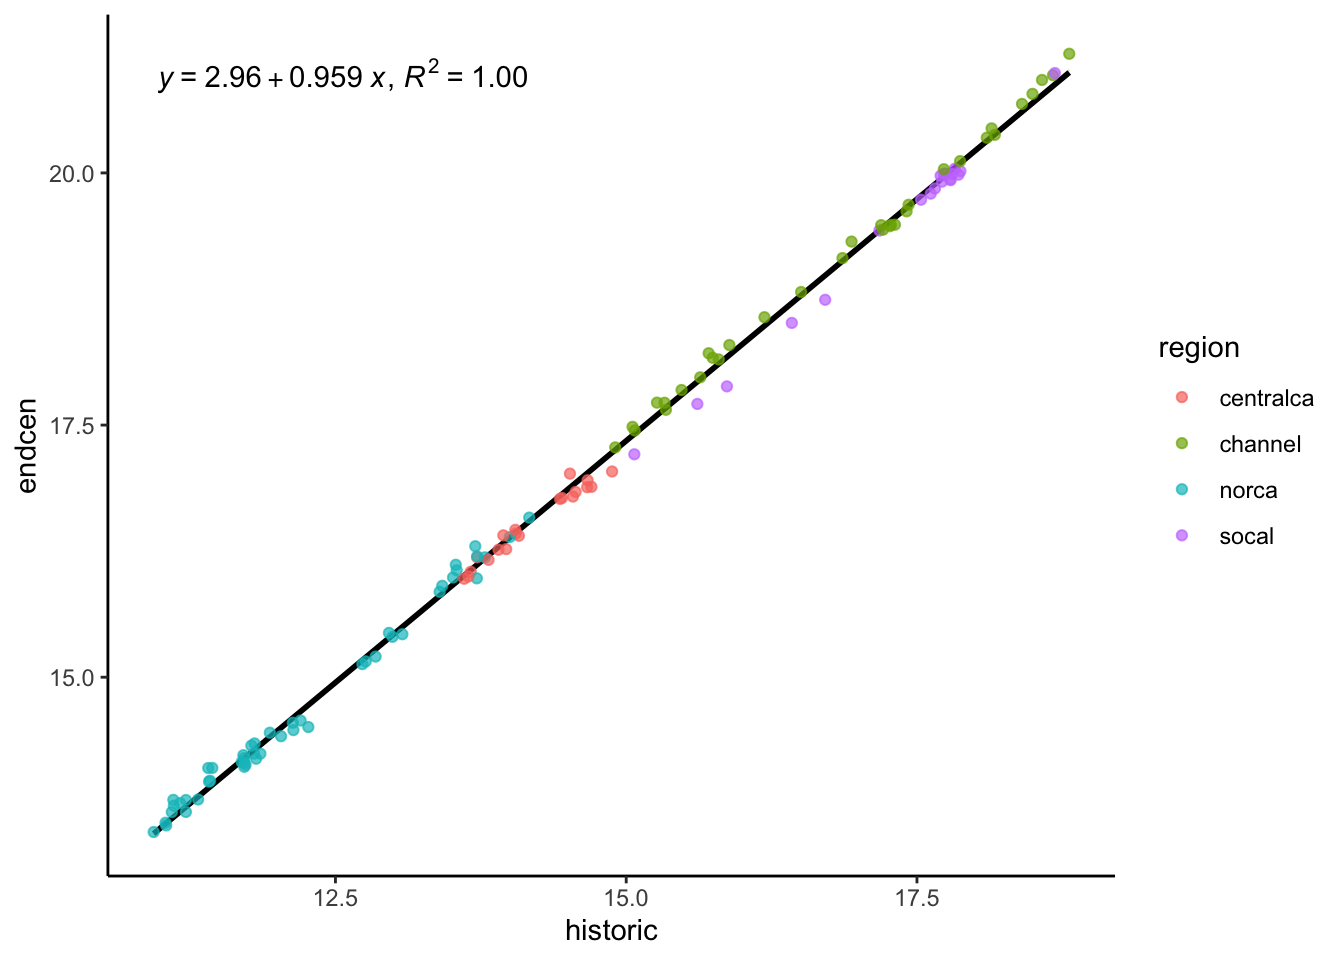 y = 2.96 + 0.959 x, R² = 1.00
20.0
17.5
15.0
endcen
12.5 15.0 17.5
historic
region
centralca
channel
norca
socal